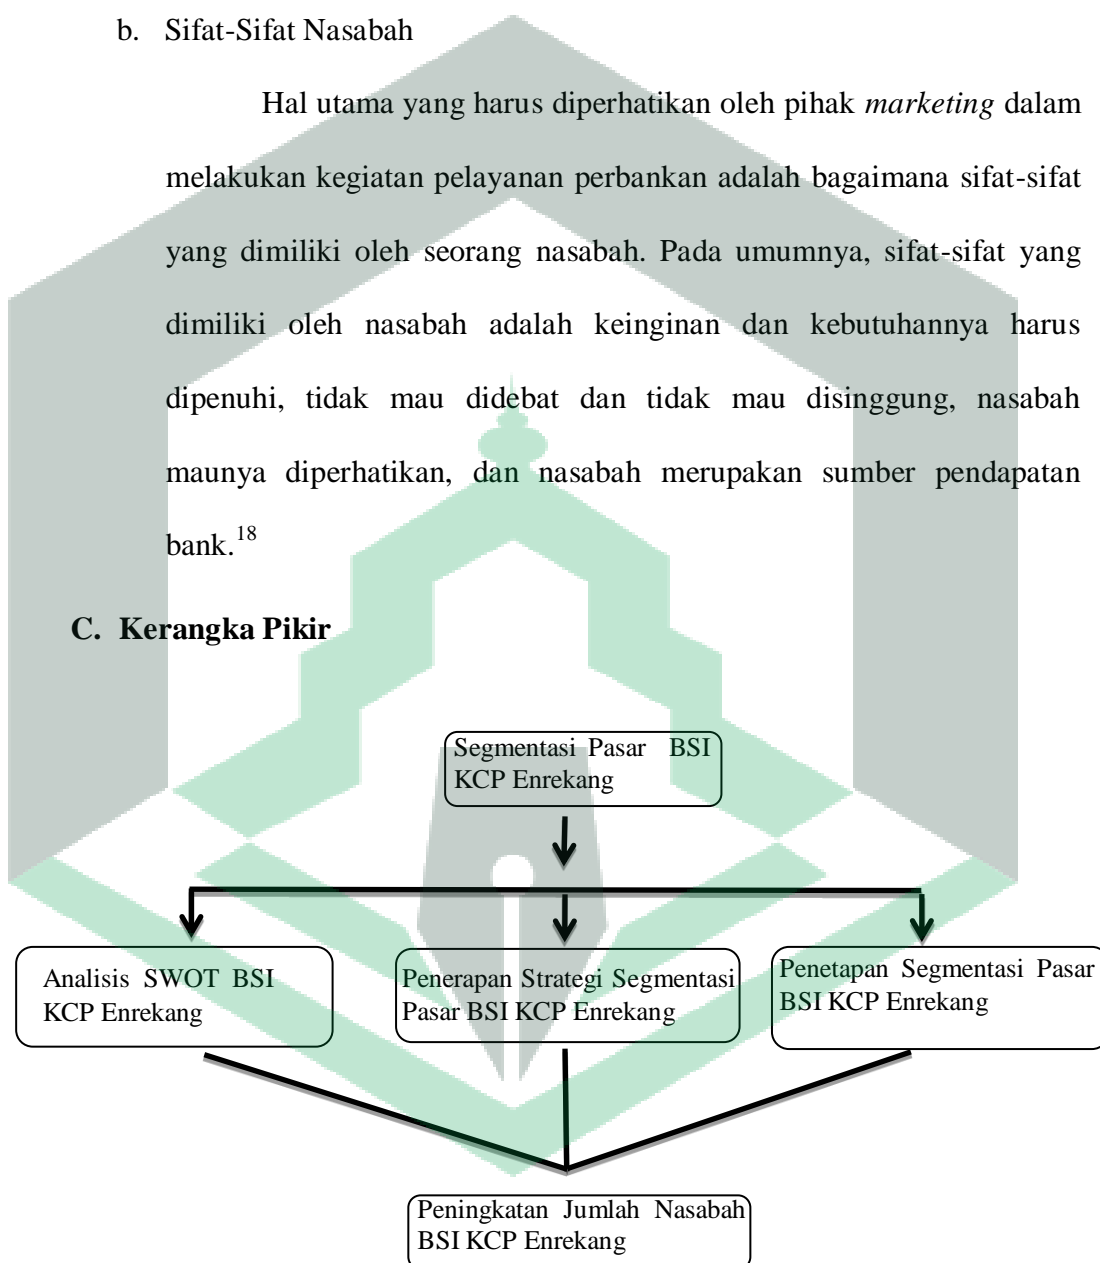 b. Sifat-Sifat Nasabah
Hal utama yang harus diperhatikan oleh pihak marketing dalam
melakukan kegiatan pelayanan perbankan adalah bagaimana sifat-sifat
yang dimiliki oleh seorang nasabah. Pada umumnya, sifat-sifat yang
dimiliki oleh nasabah adalah keinginan dan kebutuhannya harus
dipenuhi, tidak mau didebat dan tidak mau disinggung, nasabah
maunya diperhatikan, dan nasabah merupakan sumber pendapatan
bank.18
C. Kerangka Pikir
Segmentasi Pasar BSI
KCP Enrekang
Analisis SWOT BSI
KCP Enrekang
Penerapan Strategi Segmentasi
Pasar BSI KCP Enrekang
Penetapan Segmentasi Pasar
BSI KCP Enrekang
Peningkatan Jumlah Nasabah
BSI KCP Enrekang